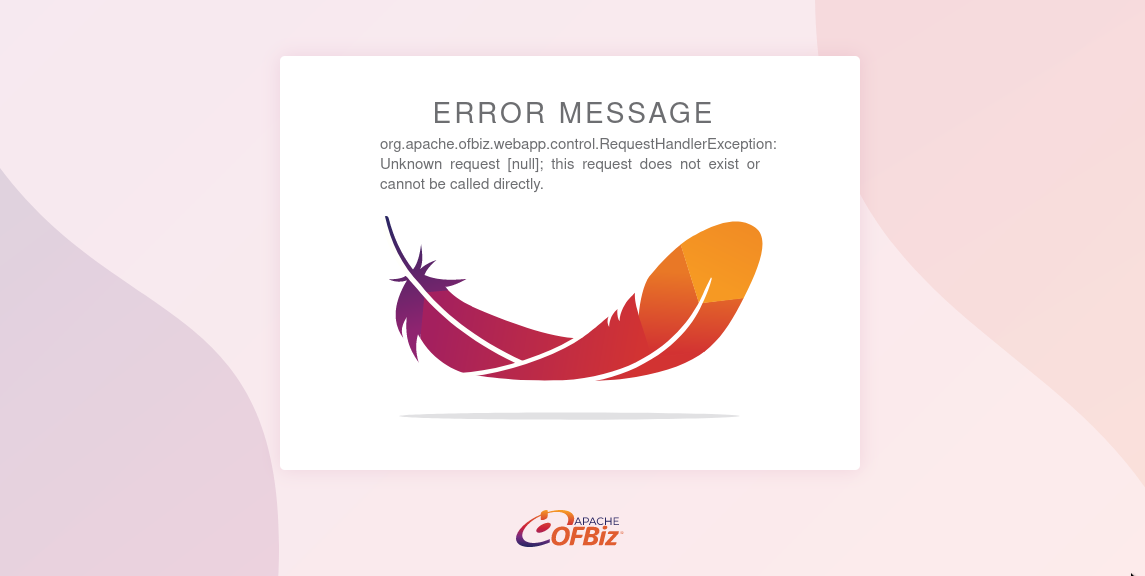 ERROR MESSAGE
org.apache.ofbiz.webapp.control.RequestHandlerException:
Unknown request [null]; this request does not exist or
cannot be called directly.
APACHE
OFBiz